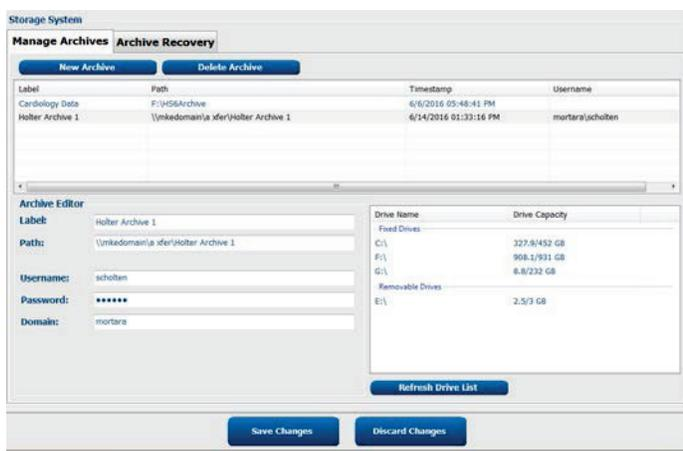 Storage System
Manage Archives Archive Recovery
New Archive Delete Archive
Label Path Timestamp Username
Cardiology Data F:\HS6Archive 6/6/2016 05:48:41 PM
Holter Archive 1 \\mkedomain\a xfer\Holter Archive 1 6/14/2016 01:33:16 PM mortara\scholten
Archive Editor
Label: Holter Archive 1
Path: \\mkedomain\a xfer\Holter Archive 1
Username: scholten
Password: ••••••
Domain: mortara
Drive Name Drive Capacity
Fixed Drives
C:\ 327.9/452 GB
F:\ 908.1/931 GB
G:\ 8.8/232 GB
Removable Drives
E:\ 2.5/3 GB
Refresh Drive List
Save Changes Discard Changes